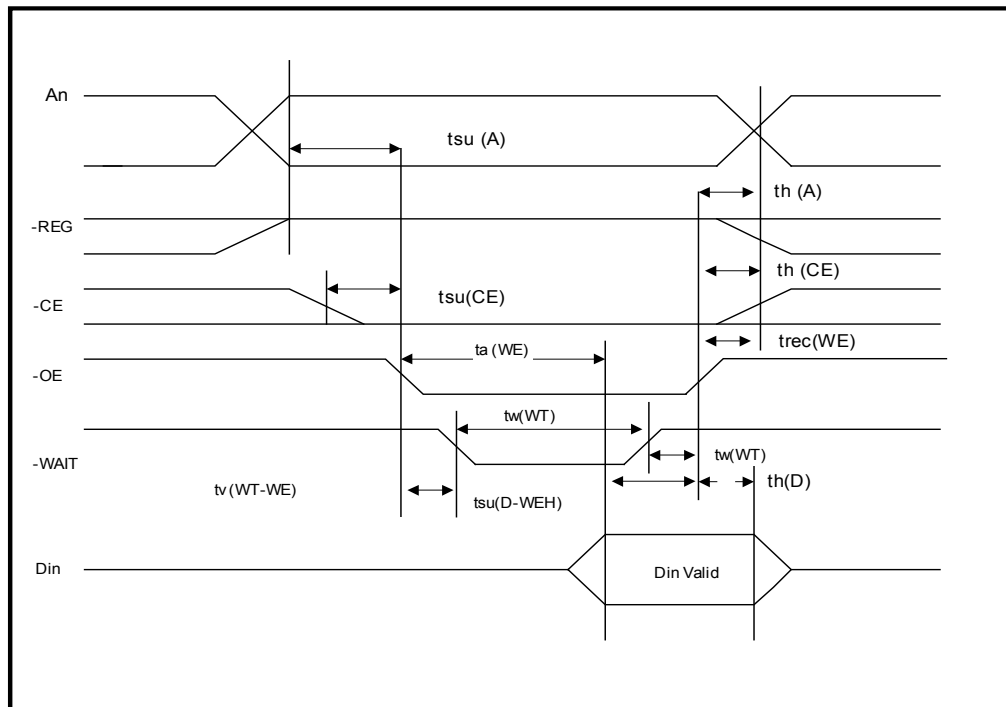 An
tsu (A)
th (A)
-REG
th (CE)
-CE
tsu(CE)
trec(WE)
ta (WE)
-OE
tw(WT)
-WAIT
tw(WT)
tv (WT-WE)
tsu(D-WEH)
th(D)
Din
Din Valid